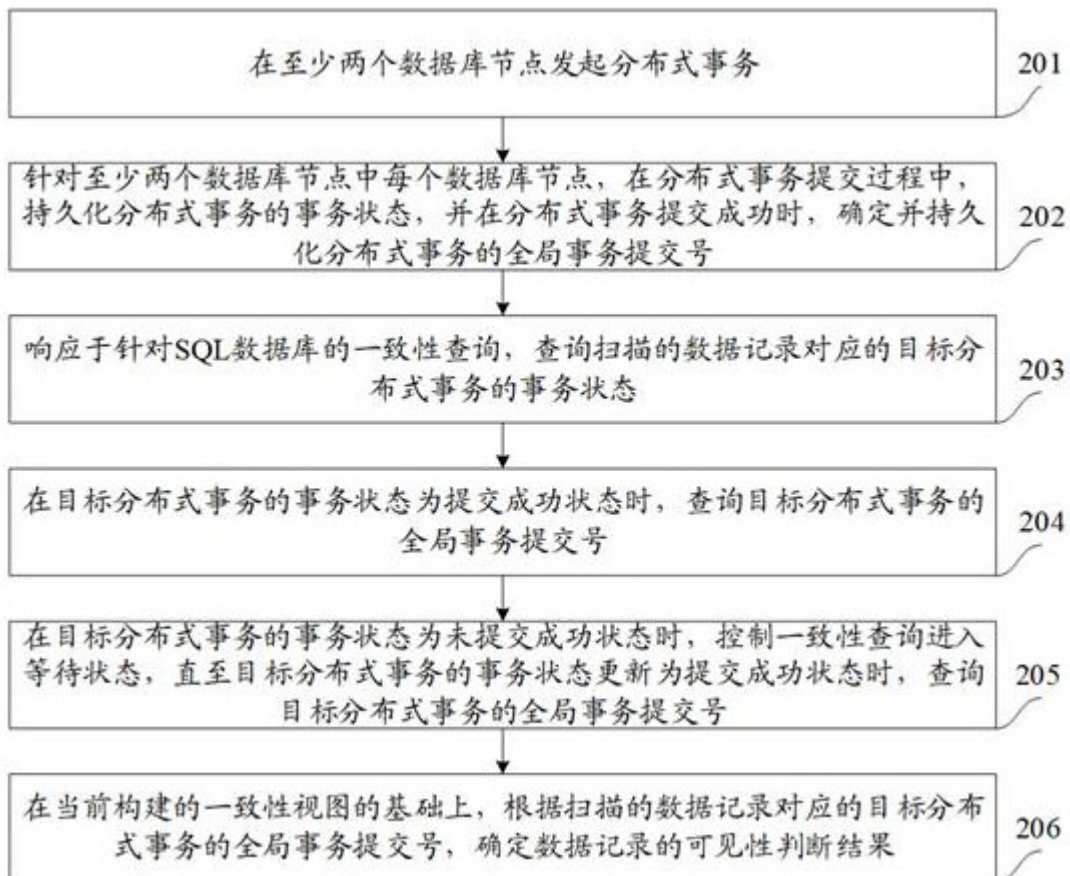 在至少两个数据库节点发起分布式事务
201
针对至少两个数据库节点中每个数据库节点，在分布式事务提交过程中，
持久化分布式事务的事务状态，并在分布式事务提交成功时，确定并持久
化分布式事务的全局事务提交号
202
响应于针对SQL数据库的一致性查询，查询扫描的数据记录对应的目标分
布式事务的事务状态
203
在目标分布式事务的事务状态为提交成功状态时，查询目标分布式事务的
全局事务提交号
204
在目标分布式事务的事务状态为未提交成功状态时，控制一致性查询进入
等待状态，直至目标分布式事务的事务状态更新为提交成功状态时，查询
目标分布式事务的全局事务提交号
205
在当前构建的一致性视图的基础上，根据扫描的数据记录对应的目标分布
式事务的全局事务提交号，确定数据记录的可见性判断结果
206